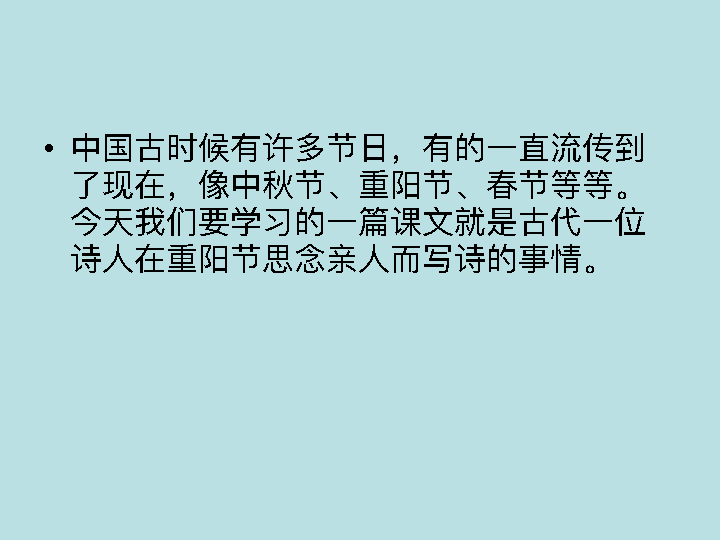 • 中国古时候有许多节日，有的一直流传到
了现在，像中秋节、重阳节、春节等等。
今天我们要学习的一篇课文就是古代一位
诗人在重阳节思念亲人而写诗的事情。